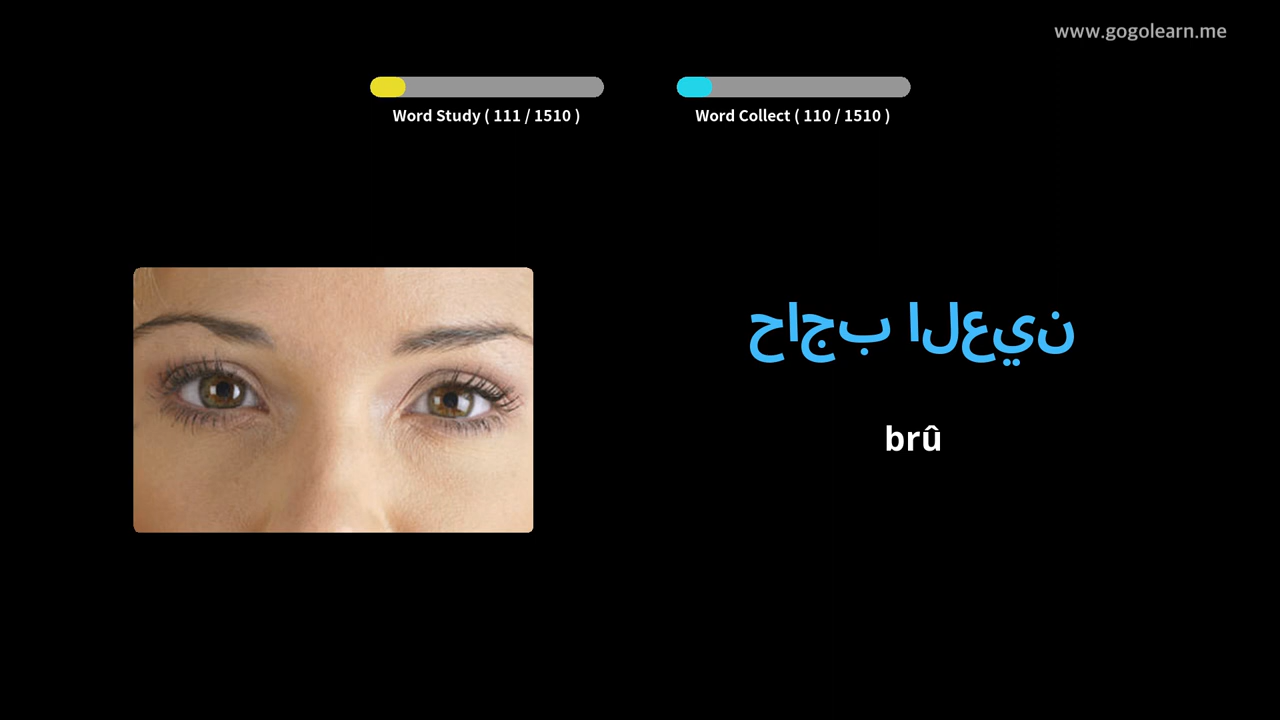 www.gogolearn.me
Word Study ( 111 / 1510 )
Word Collect ( 110 / 1510 )
حاجب العين
brû